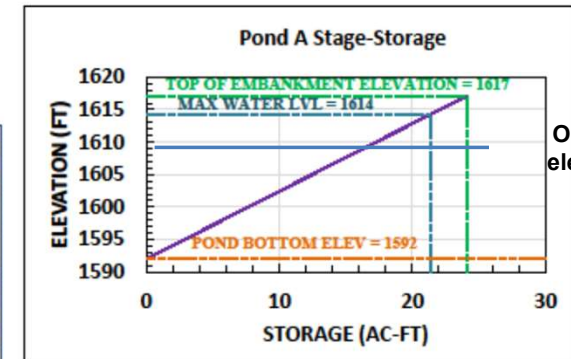 Pond A Stage-Storage
1620
TOP OF EMBANKMENT ELEVATION = 1617
1615
MAX WATER LVL = 1614
1610
1605
1600
1595
POND BOTTOM ELEV = 1592
1590
ELEVATION (FT)
0 10 20 30
STORAGE (AC-FT)